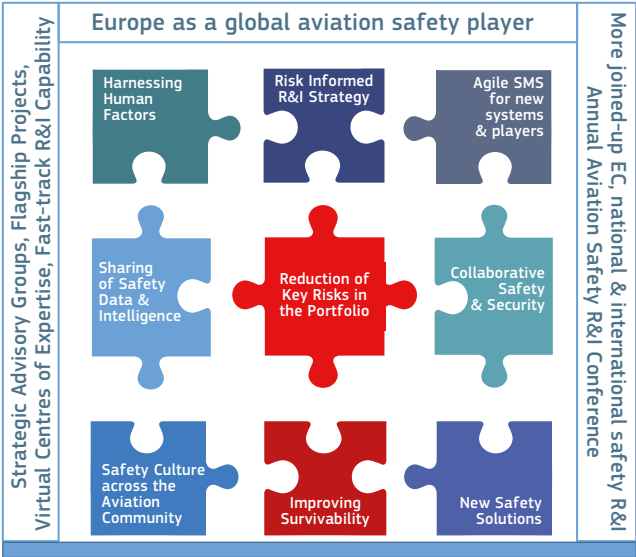 Europe as a global aviation safety player
Strategic Advisory Groups, Flagship Projects,
Virtual Centres of Expertise, Fast-track R&I Capability
Harnessing
Human
Factors
Risk Informed
R&I Strategy
Agile SMS
for new
systems
& players
Sharing
of Safety
Data &
Intelligence
Reduction of
Key Risks in
the Portfolio
Collaborative
Safety
& Security
Safety Culture
across the
Aviation
Community
Improving
Survivability
New Safety
Solutions
More joined-up EC, national & international safety R&I
Annual Aviation Safety R&I Conference